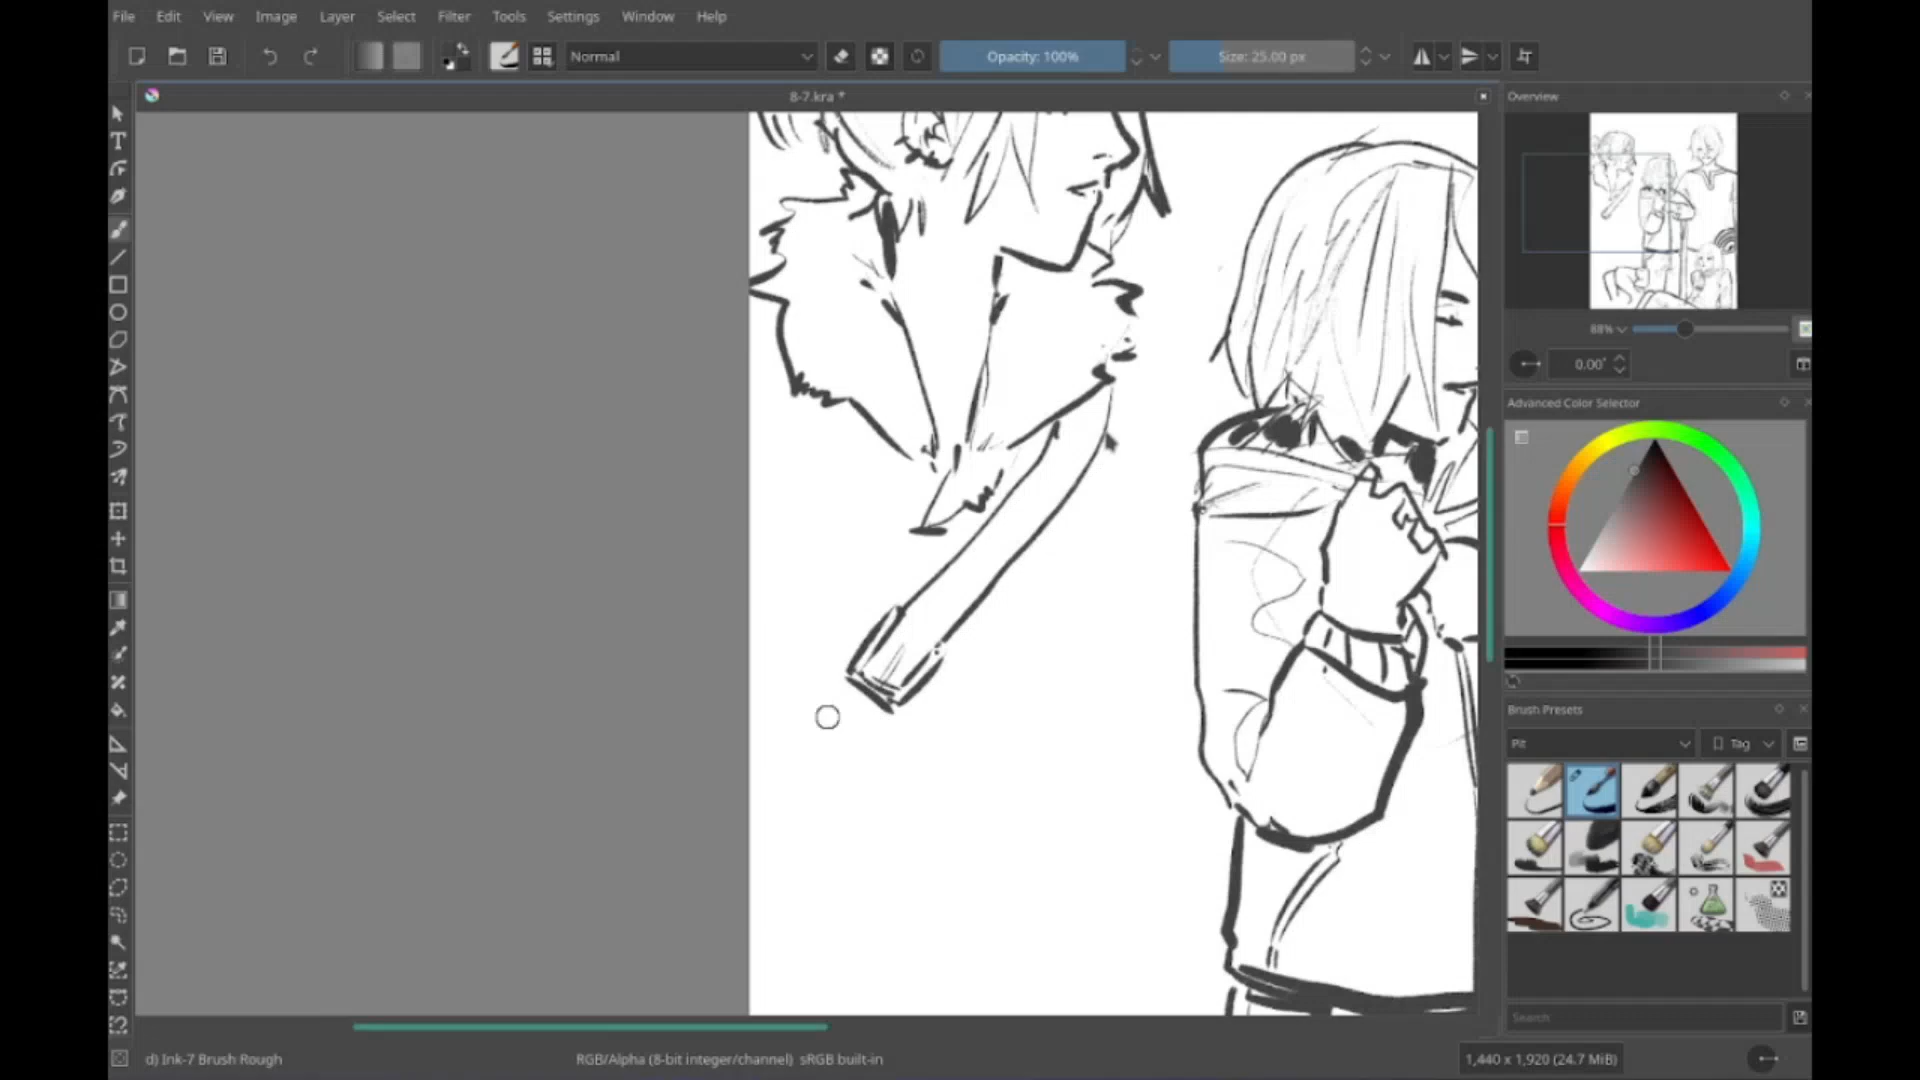 File Edit View Image Layer Select Filter Tools Settings Window Help
Normal Opacity: 100% Size: 25.00 px
8-7.kra *
Overview
88%
0.00°
Advanced Color Selector
Brush Presets
Pit Tag
Search
d) Ink-7 Brush Rough RGB/Alpha (8-bit integer/channel) sRGB built-in 1,440 x 1,920 (24.7 MiB)